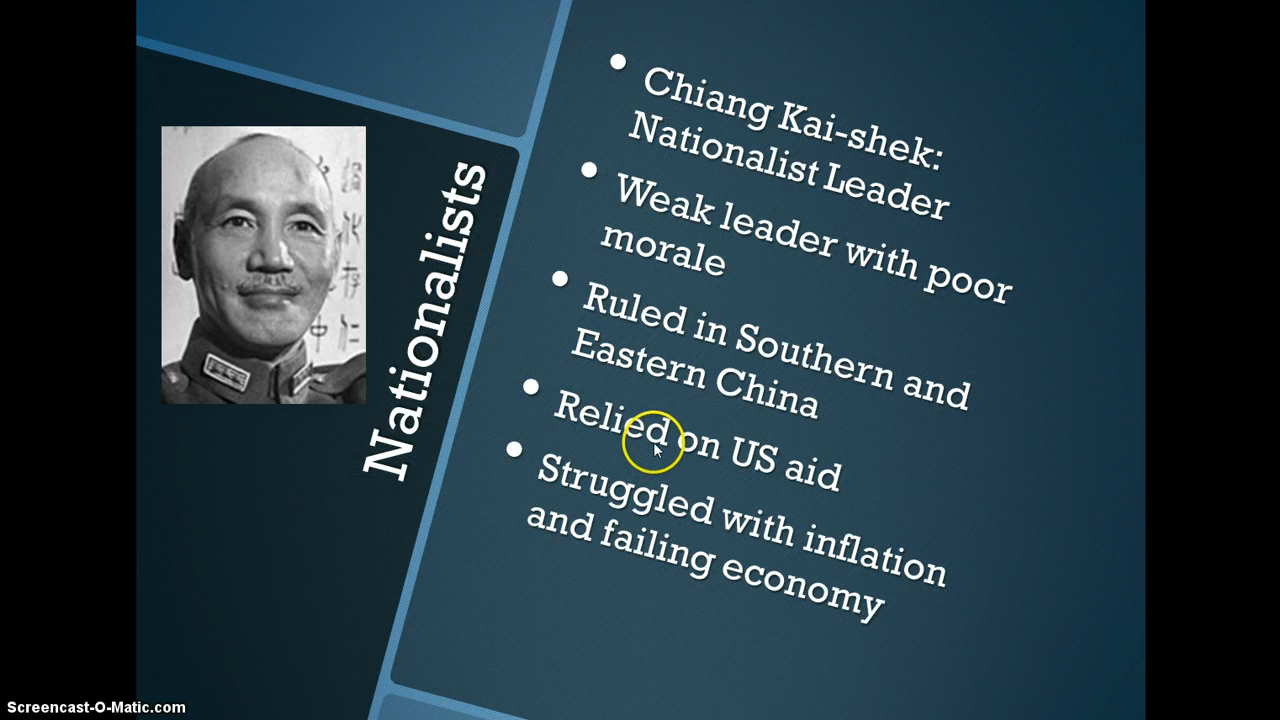 Nationalists
Chiang Kai-shek:
Nationalist Leader
Weak leader with poor
morale
Ruled in Southern and
Eastern China
Relied on US aid
Struggled with inflation
and failing economy
Screencast-O-Matic.com